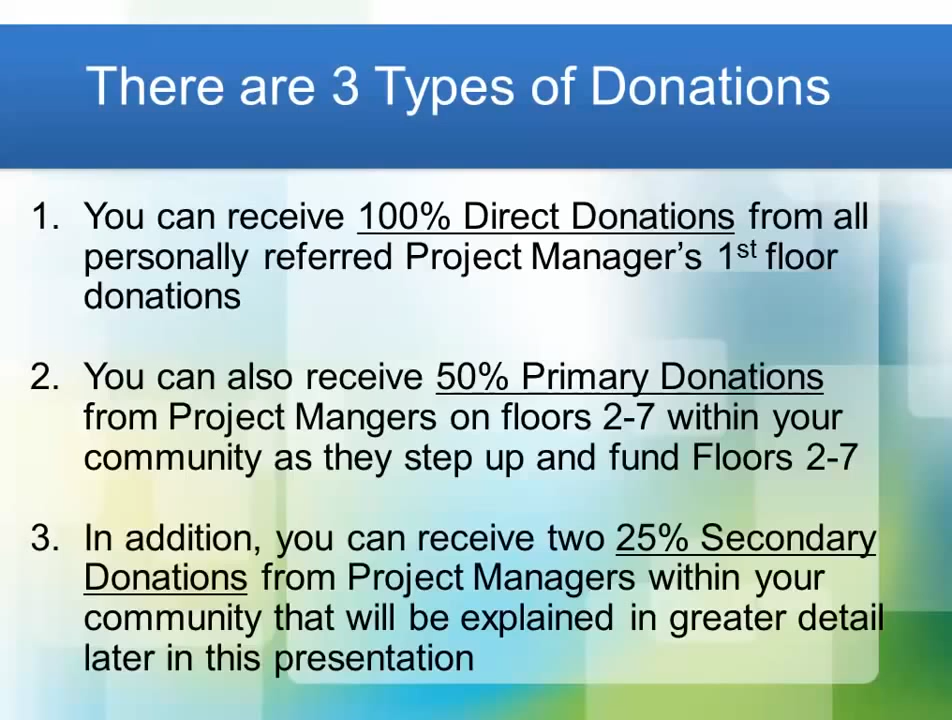 There are 3 Types of Donations
1. You can receive 100% Direct Donations from all
personally referred Project Manager’s 1st floor
donations
2. You can also receive 50% Primary Donations
from Project Mangers on floors 2-7 within your
community as they step up and fund Floors 2-7
3. In addition, you can receive two 25% Secondary
Donations from Project Managers within your
community that will be explained in greater detail
later in this presentation